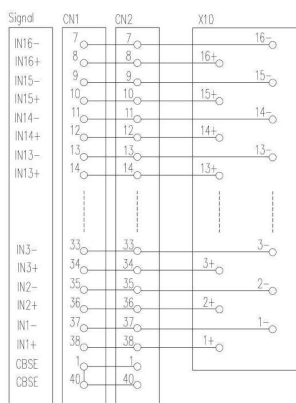 Signal CN1 CN2 X10
IN16- 7 7 16-
IN16+ 8 8 16+
IN15- 9 9 15-
IN15+ 10 10 15+
IN14- 11 11 14-
IN14+ 12 12 14+
IN13- 13 13 13-
IN13+ 14 14 13+
IN3- 33 33 3-
IN3+ 34 34 3+
IN2- 35 35 2-
IN2+ 36 36 2+
IN1- 37 37 1-
IN1+ 38 38 1+
CBSE 1 1
CBSE 40 40